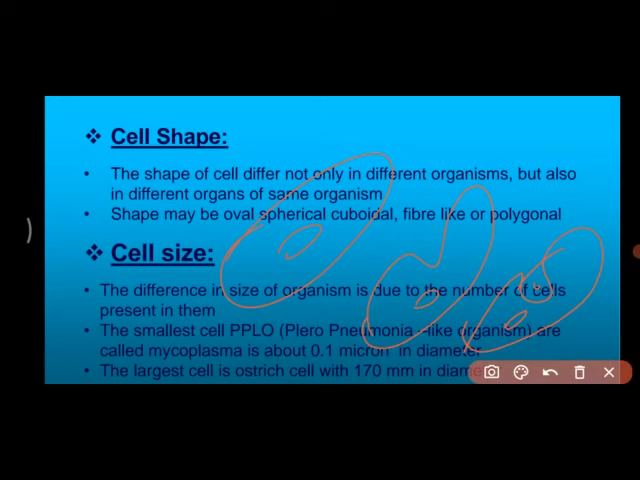 ❖ Cell Shape:
• The shape of cell differ not only in different organisms, but also
in different organs of same organism
• Shape may be oval spherical cuboidal, fibre like or polygonal
❖ Cell size:
• The difference in size of organism is due to the number of cells
present in them
• The smallest cell PPLO (Plero Pneumonia -like organism) are
called mycoplasma is about 0.1 micron in diameter
• The largest cell is ostrich cell with 170 mm in